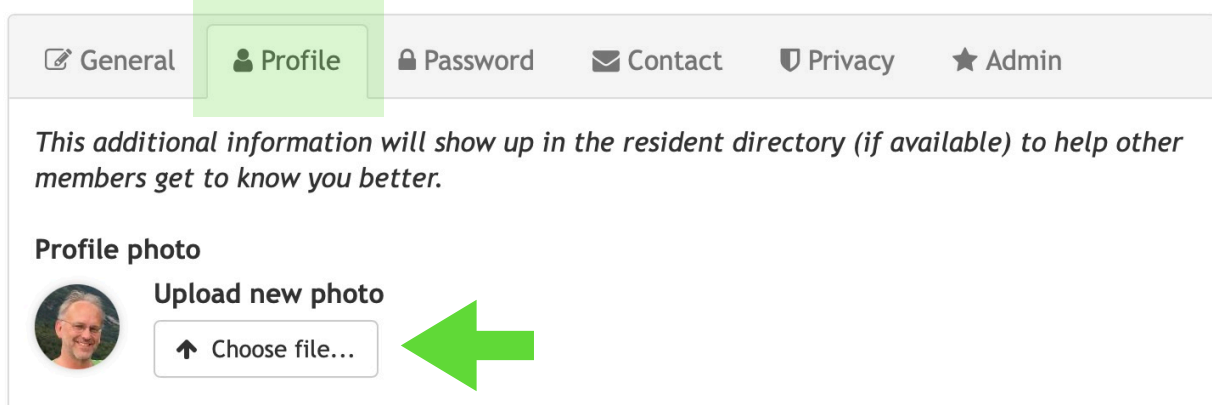 General Profile Password Contact Privacy Admin
This additional information will show up in the resident directory (if available) to help other
members get to know you better.
Profile photo
Upload new photo
Choose file...